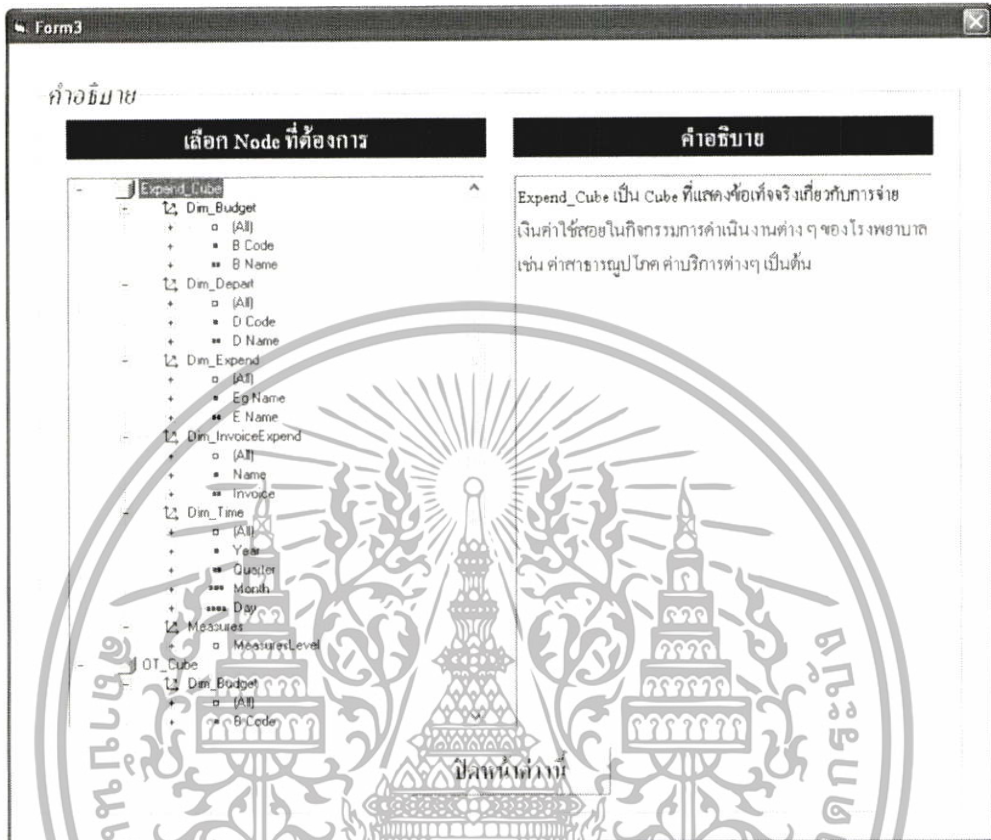 Form3
คำอธิบาย
เลือก Node ที่ต้องการ
Expend_Cube
Dim_Budget
(All)
B Code
B Name
Dim_Depart
(All)
D Code
D Name
Dim_Expend
(All)
Eg Name
E Name
Dim_InvoiceExpend
(All)
Name
Invoice
Dim_Time
(All)
Year
Quarter
Month
Day
Measures
MeasuresLevel
OT_Cube
Dim_Budget
(All)
B Code
คำอธิบาย
Expend_Cube เป็น Cube ที่แสดงข้อเท็จจริงเกี่ยวกับการจ่าย
เงินค่าใช้สอยในกิจกรรมการดำเนินงานต่าง ๆ ของโรงพยาบาล
เช่น ค่าสาธารณูปโภค ค่าบริการต่างๆ เป็นต้น
ปิดหน้าต่างนี้